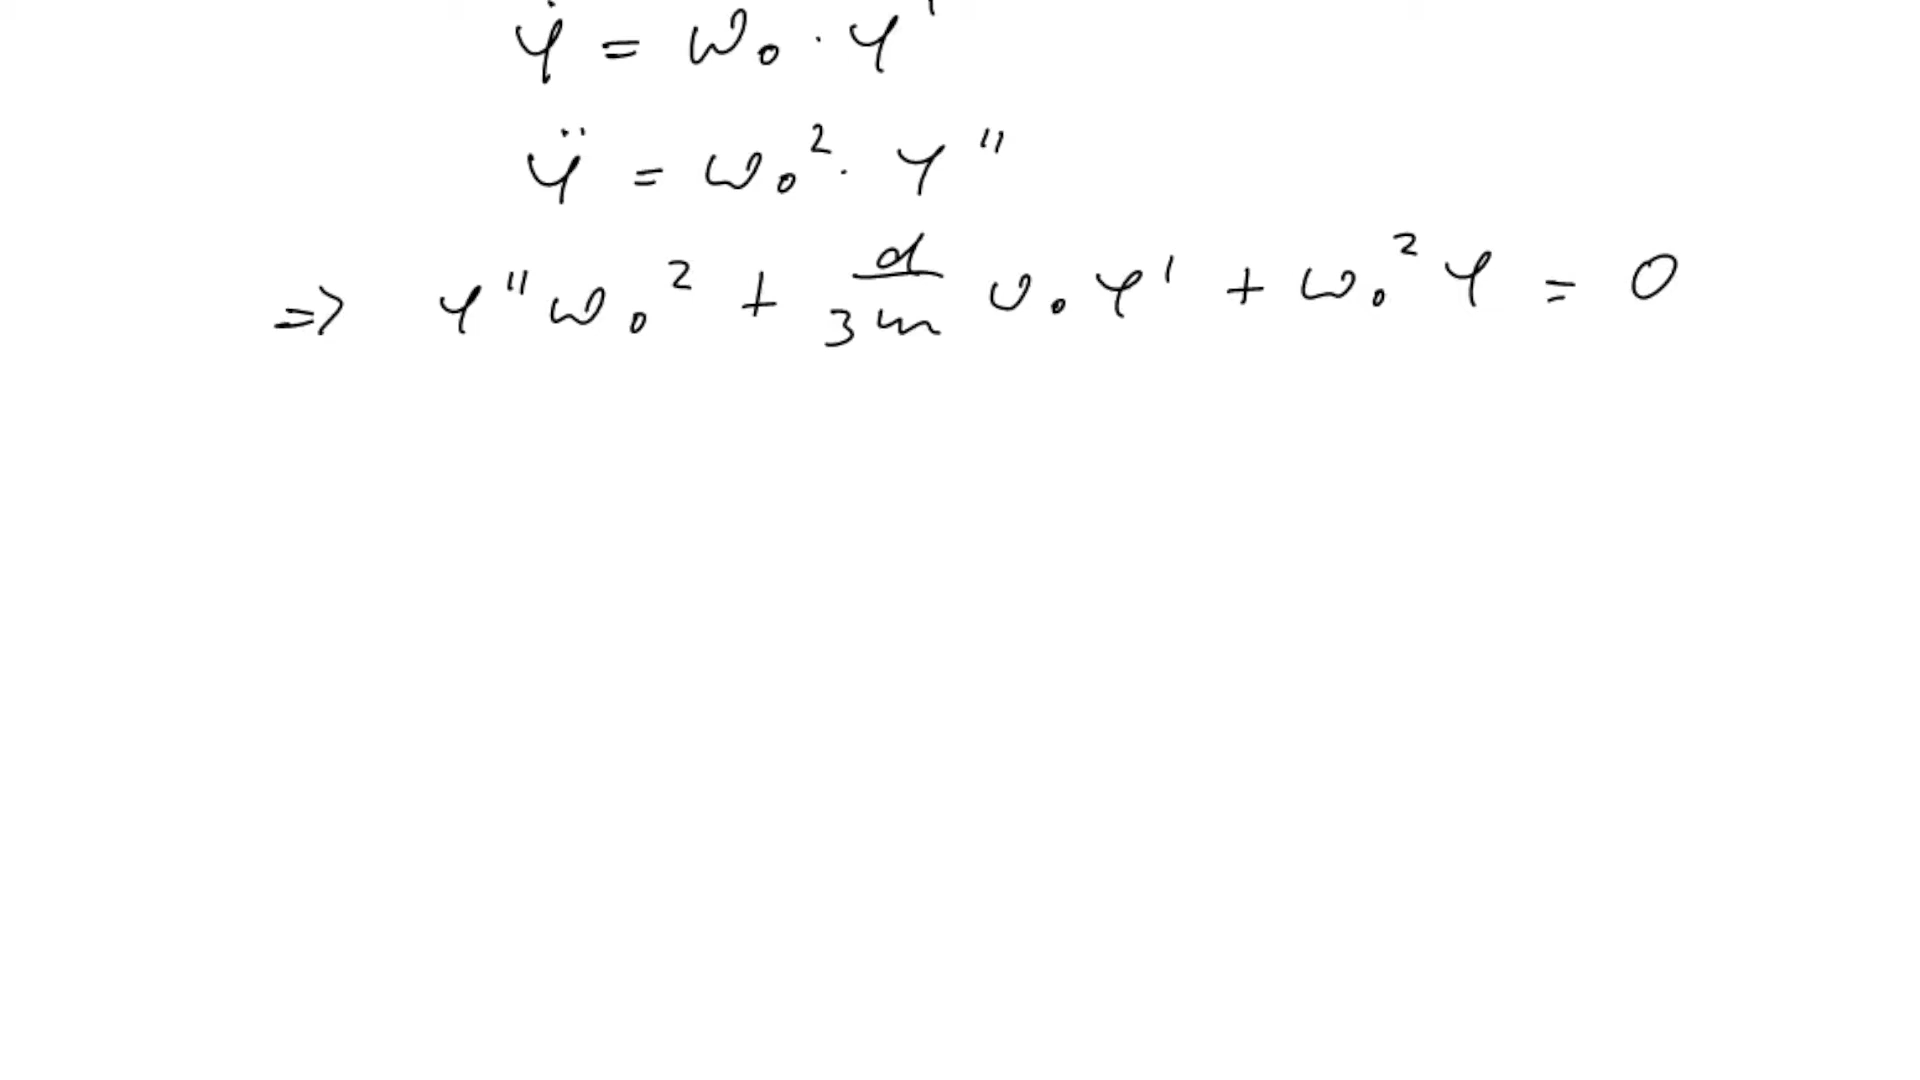 φ̇ = ω₀ · φ'
φ̈ = ω₀² · φ''
=> φ''ω₀² + d/3m ω₀φ' + ω₀²φ = 0